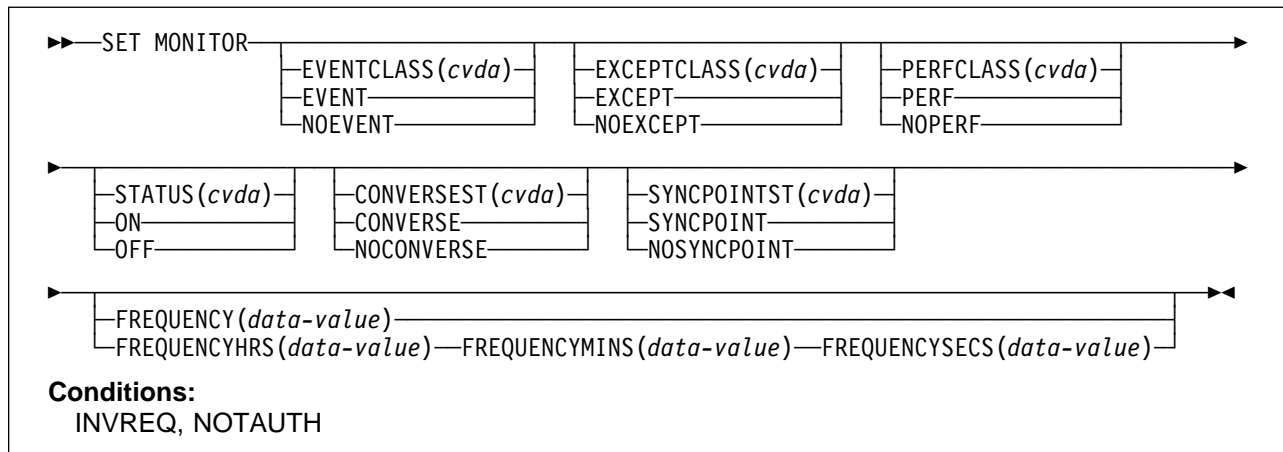 SET MONITOR
EVENTCLASS(cvda) EXCEPTCLASS(cvda) PERFCLASS(cvda)
EVENT EXCEPT PERF
NOEVENT NOEXCEPT NOPERF
STATUS(cvda) CONVERSEST(cvda) SYNCPOINTST(cvda)
ON CONVERSE SYNCPOINT
OFF NOCONVERSE NOSYNCPOINT
FREQUENCY(data-value)
FREQUENCYHRS(data-value) FREQUENCYMINS(data-value) FREQUENCYSECS(data-value)
Conditions:
INVREQ, NOTAUTH